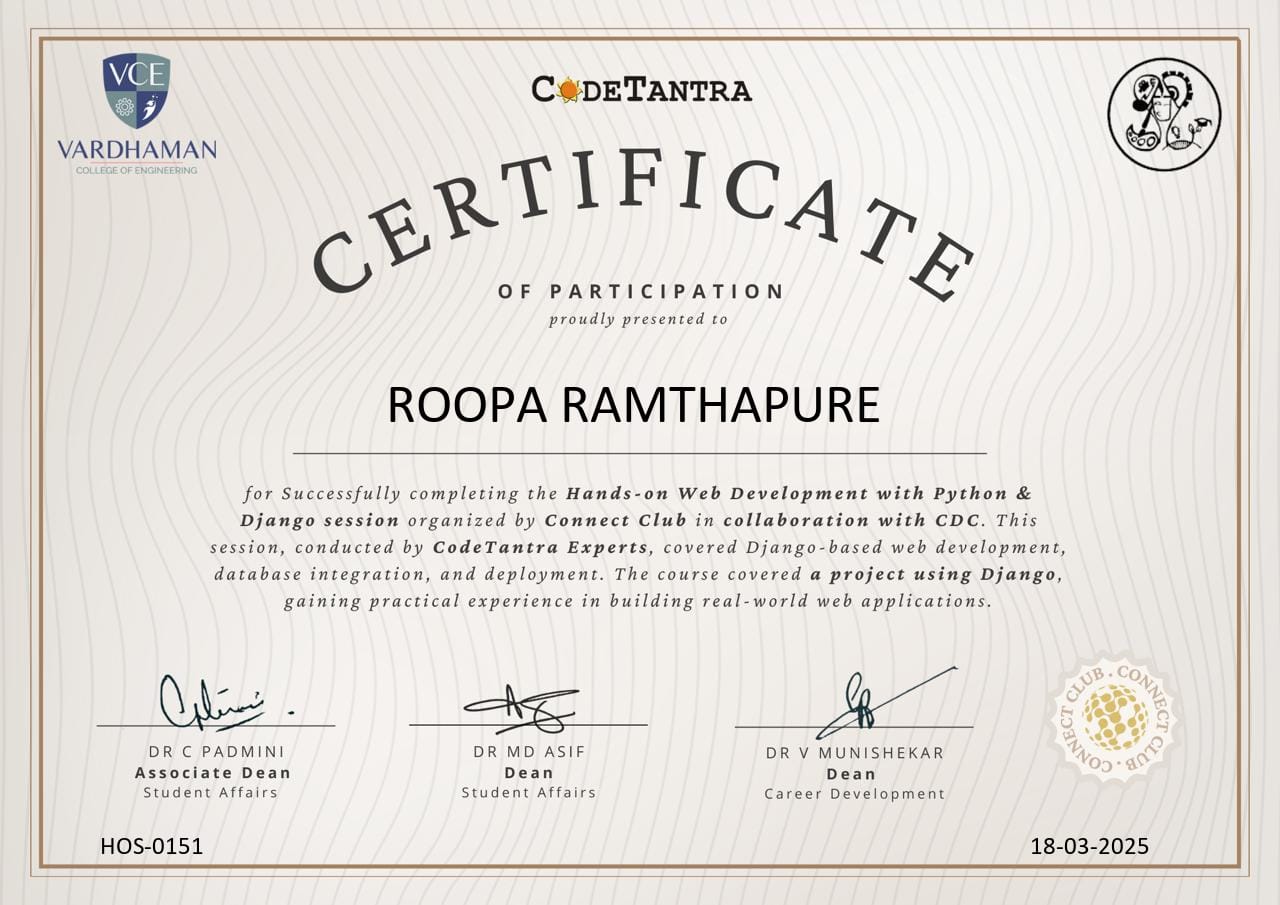 VCE
VARDHAMAN
COLLEGE OF ENGINEERING
CODETANTRA
CERTIFICATE
OF PARTICIPATION
proudly presented to
ROOPA RAMTHAPURE
for Successfully completing the Hands-on Web Development with Python &
Django session organized by Connect Club in collaboration with CDC. This
session, conducted by CodeTantra Experts, covered Django-based web development,
database integration, and deployment. The course covered a project using Django,
gaining practical experience in building real-world web applications.
DR C PADMINI
Associate Dean
Student Affairs
DR MD ASIF
Dean
Student Affairs
DR V MUNISHEKAR
Dean
Career Development
CONNECT CLUB . CONNECT CLUB .
HOS-0151
18-03-2025